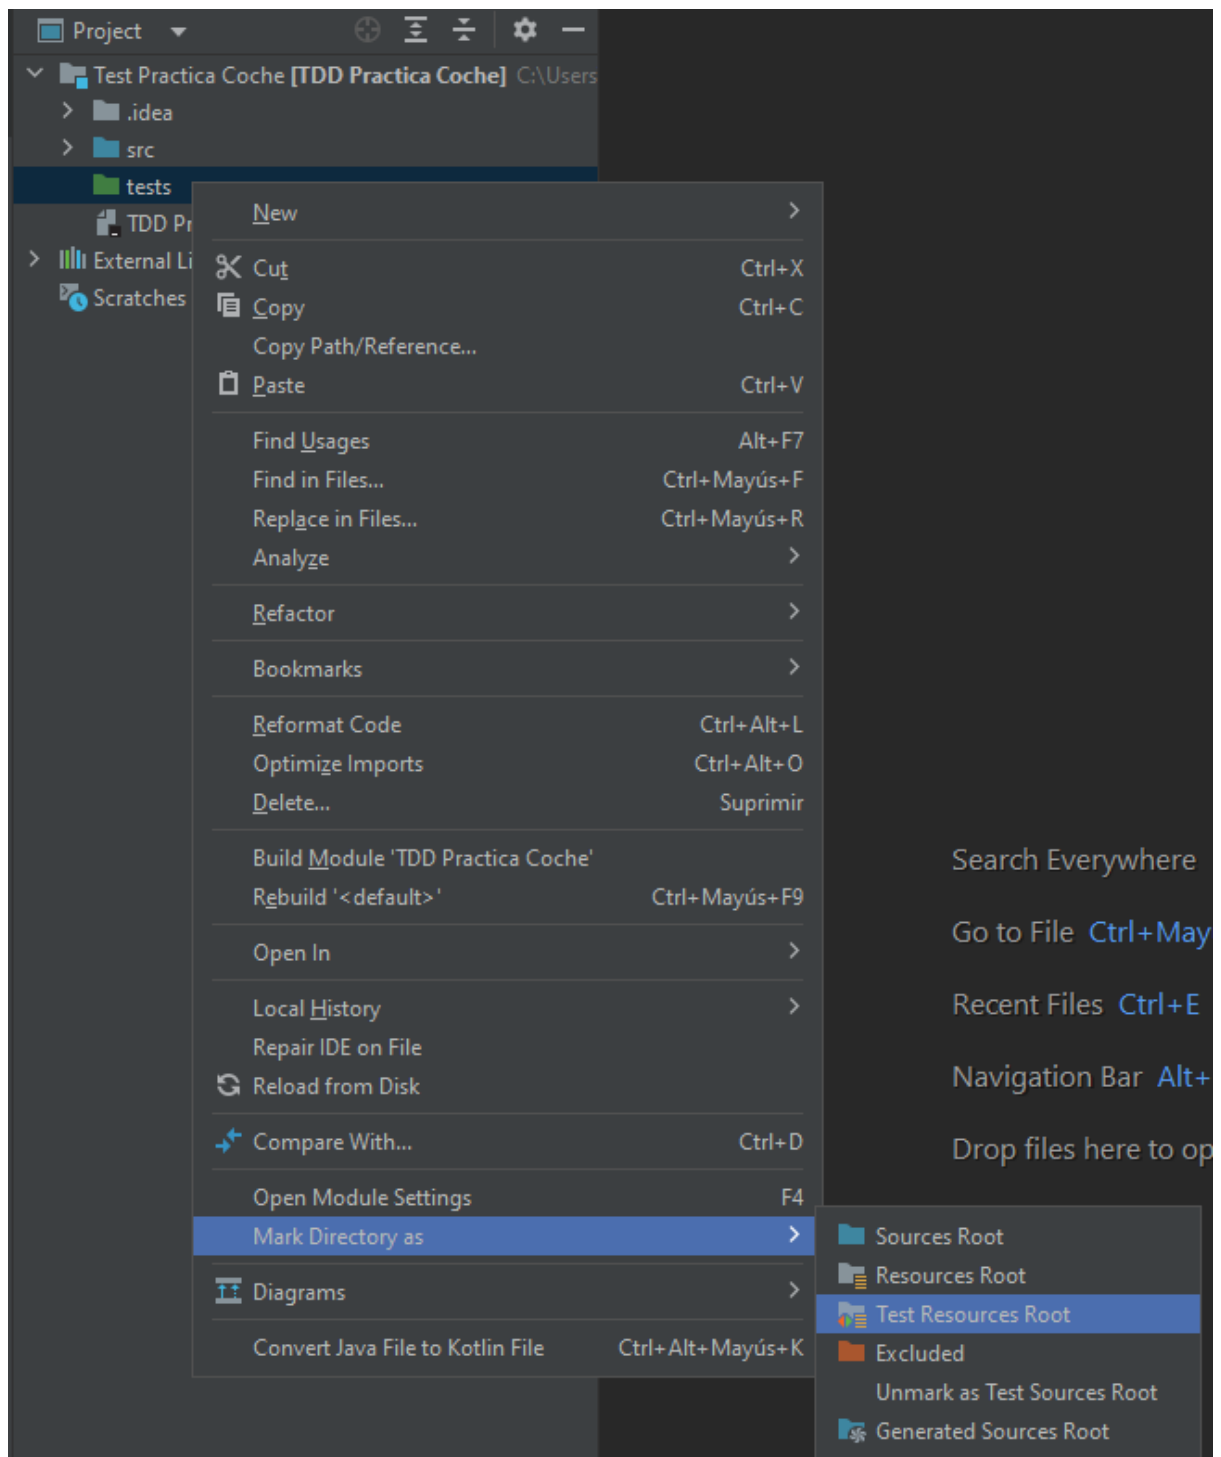 Project
Test Practica Coche [TDD Practica Coche] C:\Users
.idea
src
tests
TDD Pr
External Li
Scratches
New
Cut Ctrl+X
Copy Ctrl+C
Copy Path/Reference...
Paste Ctrl+V
Find Usages Alt+F7
Find in Files... Ctrl+Mayús+F
Replace in Files... Ctrl+Mayús+R
Analyze
Refactor
Bookmarks
Reformat Code Ctrl+Alt+L
Optimize Imports Ctrl+Alt+O
Delete... Suprimir
Build Module 'TDD Practica Coche'
Rebuild '<default>' Ctrl+Mayús+F9
Open In
Local History
Repair IDE on File
Reload from Disk
Compare With... Ctrl+D
Open Module Settings F4
Mark Directory as
Diagrams
Convert Java File to Kotlin File Ctrl+Alt+Mayús+K
Search Everywhere
Go to File Ctrl+May
Recent Files Ctrl+E
Navigation Bar Alt+
Drop files here to op
Sources Root
Resources Root
Test Resources Root
Excluded
Unmark as Test Sources Root
Generated Sources Root